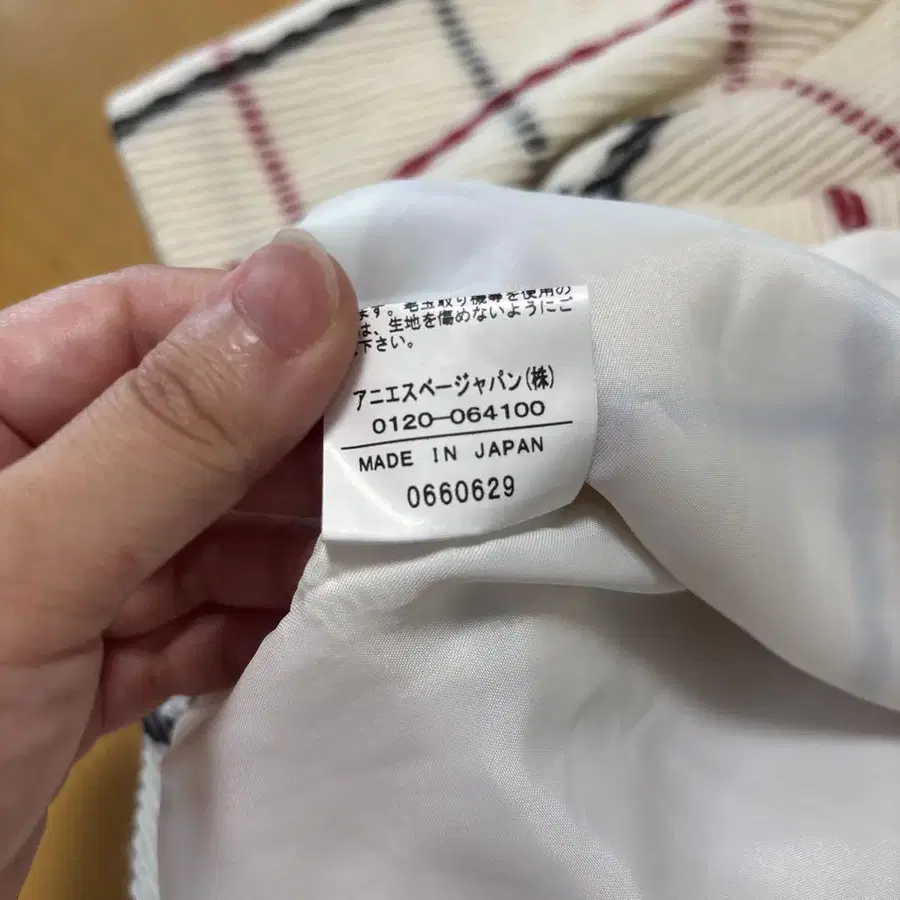 ます。毛玉取り機等を使用の
は、生地を傷めないようにご
下さい。
アニエスベージャパン(株)
0120-064100
MADE IN JAPAN
0660629